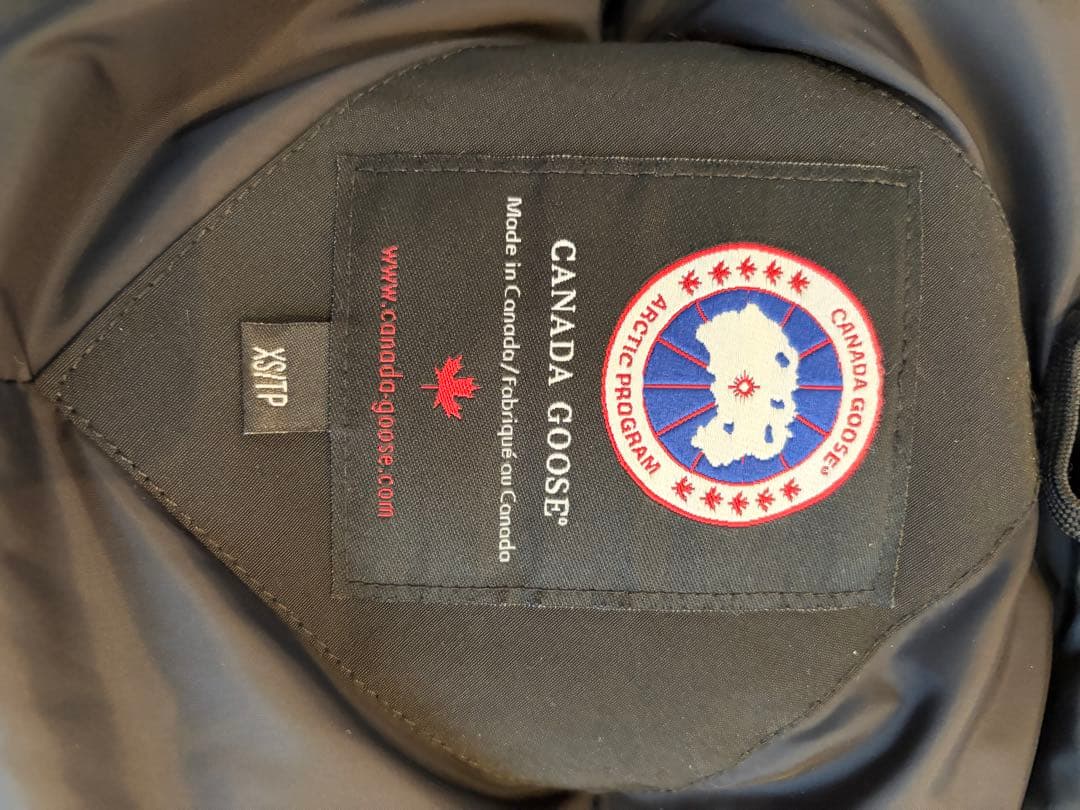 CANADA GOOSE®
ARCTIC PROGRAM
CANADA GOOSE®
Made in Canada/Fabriqué au Canada
www.canada-goose.com
XS/TP